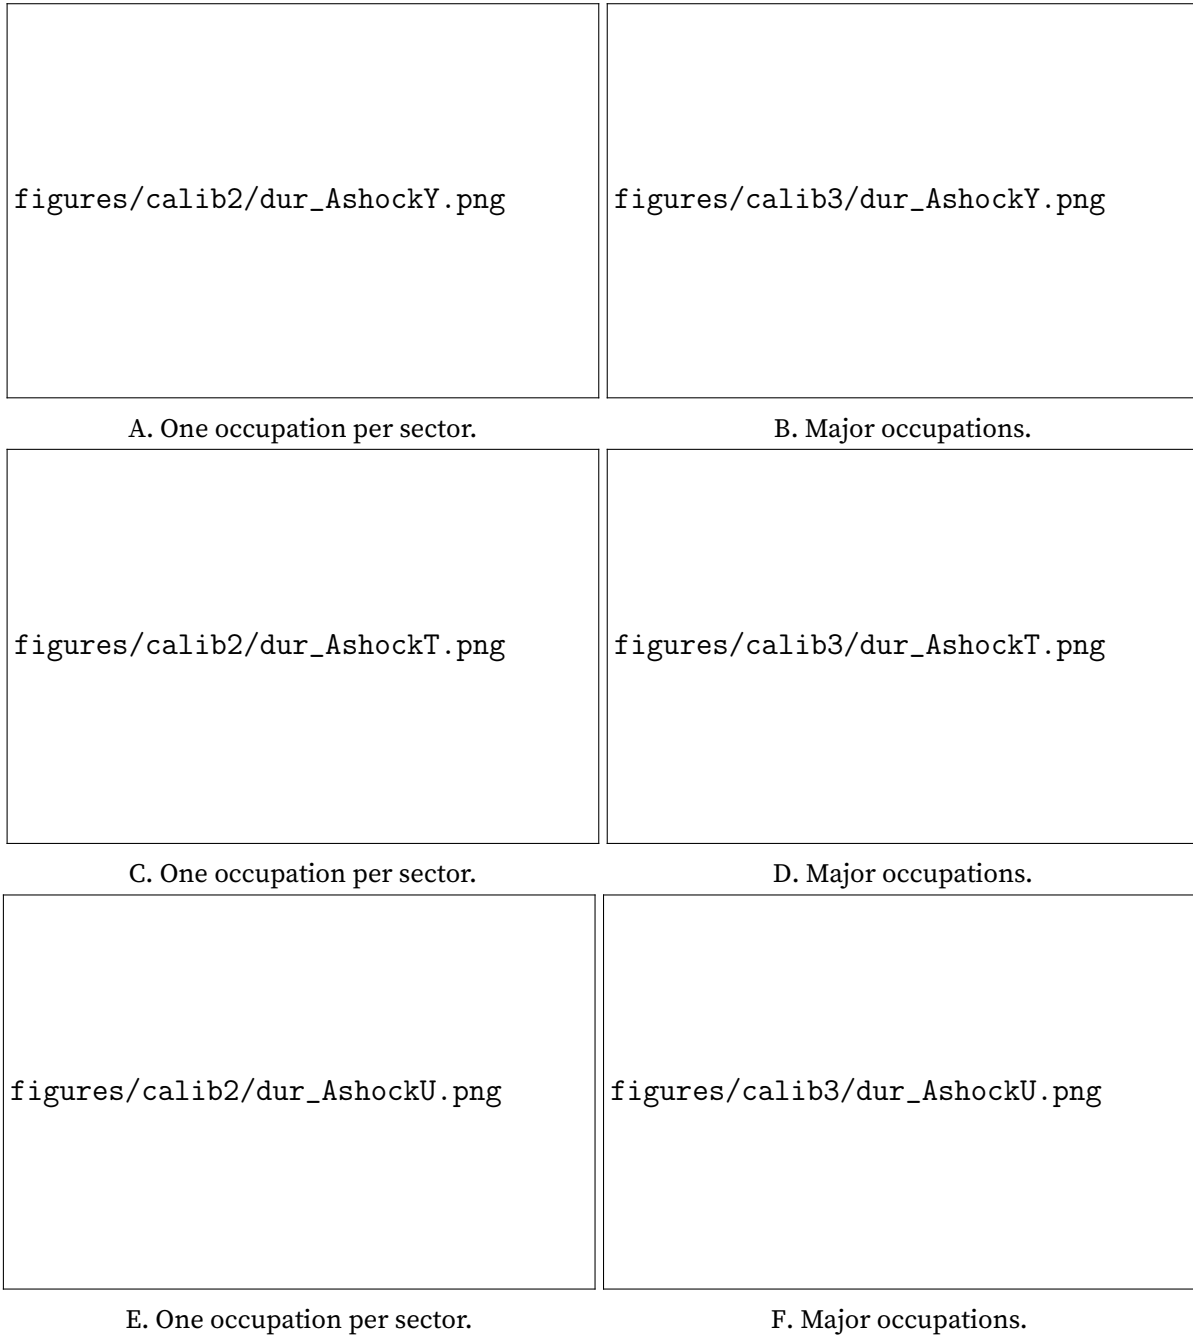 figures/calib2/dur_AshockY.png
figures/calib3/dur_AshockY.png
A. One occupation per sector.
B. Major occupations.
figures/calib2/dur_AshockT.png
figures/calib3/dur_AshockT.png
C. One occupation per sector.
D. Major occupations.
figures/calib2/dur_AshockU.png
figures/calib3/dur_AshockU.png
E. One occupation per sector.
F. Major occupations.